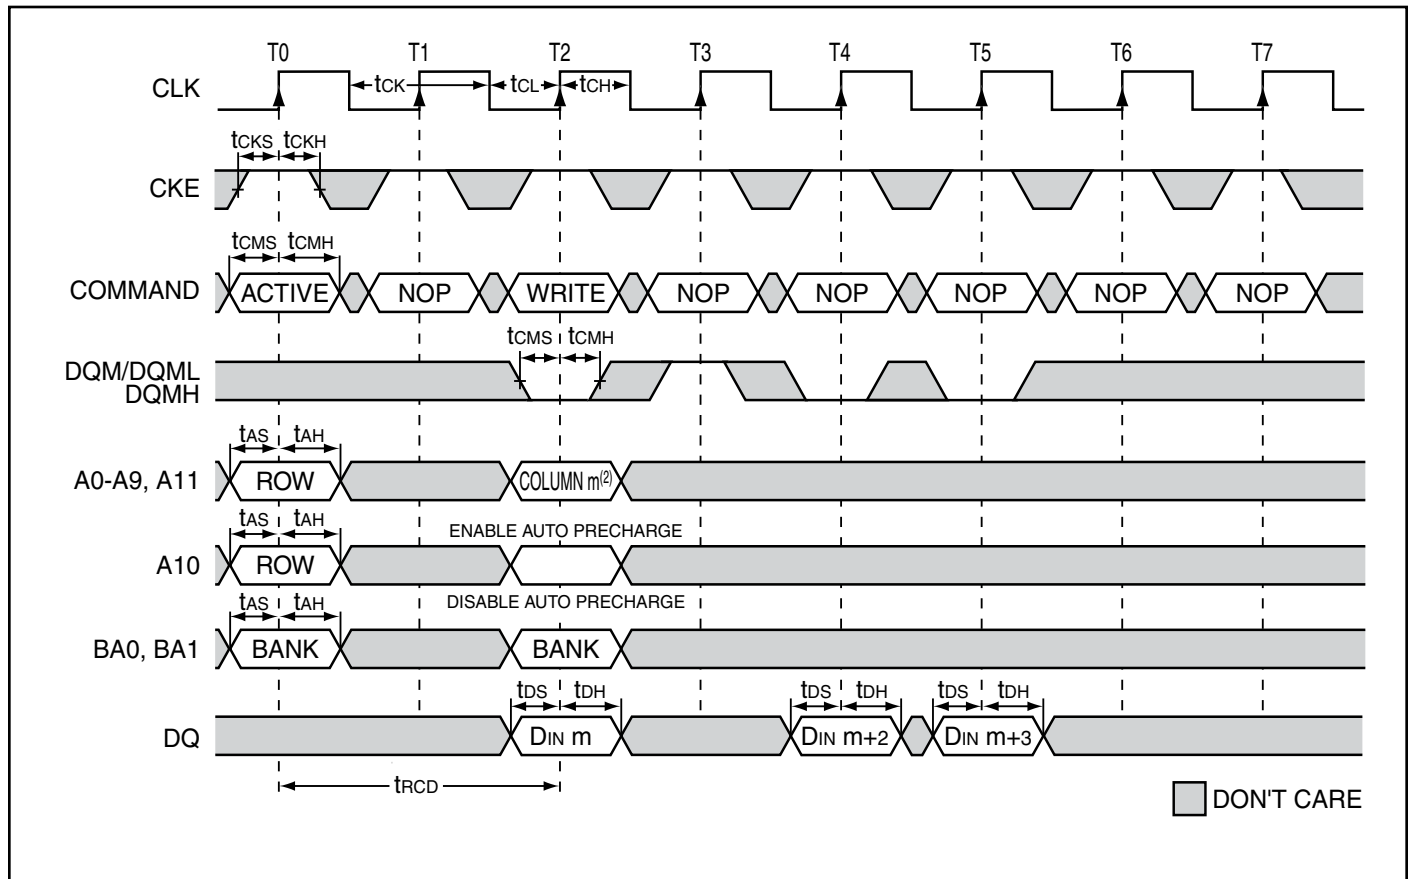 T0 T1 T2 T3 T4 T5 T6 T7
CLK tCK tCL tCH
tCKS tCKH
CKE
tCMS tCMH
COMMAND ACTIVE NOP WRITE NOP NOP NOP NOP NOP
tCMS tCMH
DQM/DQML
DQMH
tAS tAH
A0-A9, A11 ROW COLUMN m(2)
tAS tAH ENABLE AUTO PRECHARGE
A10 ROW
tAS tAH DISABLE AUTO PRECHARGE
BA0, BA1 BANK BANK
tDS tDH tDS tDH tDS tDH
DQ DIN m DIN m+2 DIN m+3
tRCD
DON'T CARE